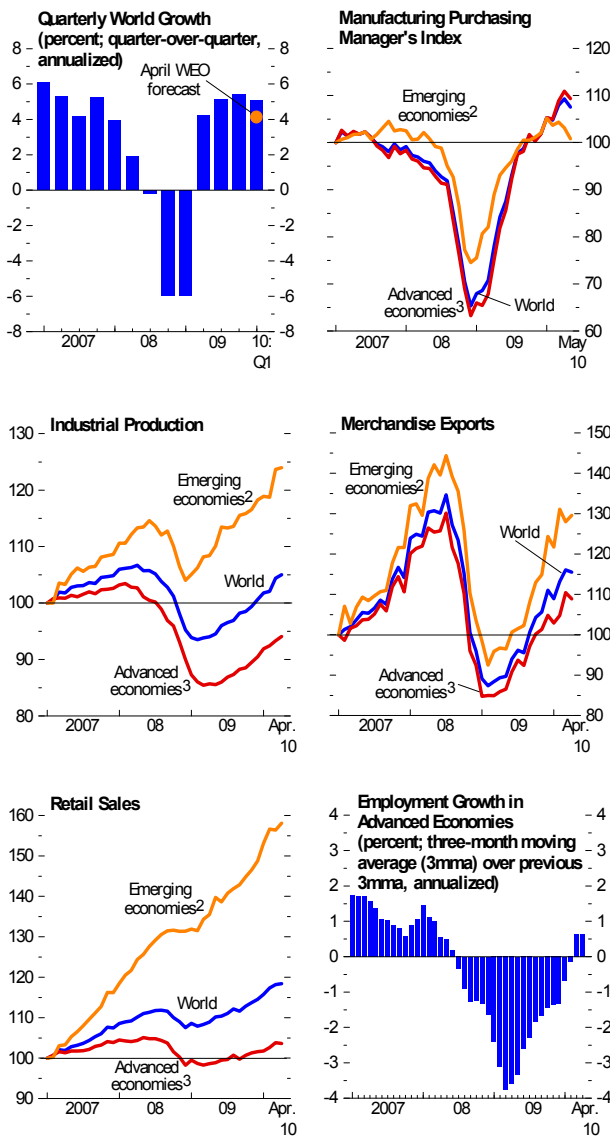 Quarterly World Growth
(percent; quarter-over-quarter,
annualized)
April WEO
forecast
8
6
4
2
0
-2
-4
-6
-8
8
6
4
2
0
-2
-4
-6
-8
2007
08
09
10:
Q1
Manufacturing Purchasing
Manager's Index
Emerging
economies2
Advanced
economies3
World
120
110
100
90
80
70
60
2007
08
09
May
10
Industrial Production
Emerging
economies2
World
Advanced
economies3
130
120
110
100
90
80
2007
08
09
Apr.
10
Merchandise Exports
Emerging
economies2
World
Advanced
economies3
150
140
130
120
110
100
90
80
2007
08
09
Apr.
10
Retail Sales
Emerging
economies2
World
Advanced
economies3
160
150
140
130
120
110
100
90
2007
08
09
Apr.
10
Employment Growth in
Advanced Economies
(percent; three-month moving
average (3mma) over previous
3mma, annualized)
4
3
2
1
0
-1
-2
-3
-4
2007
08
09
Apr.
10